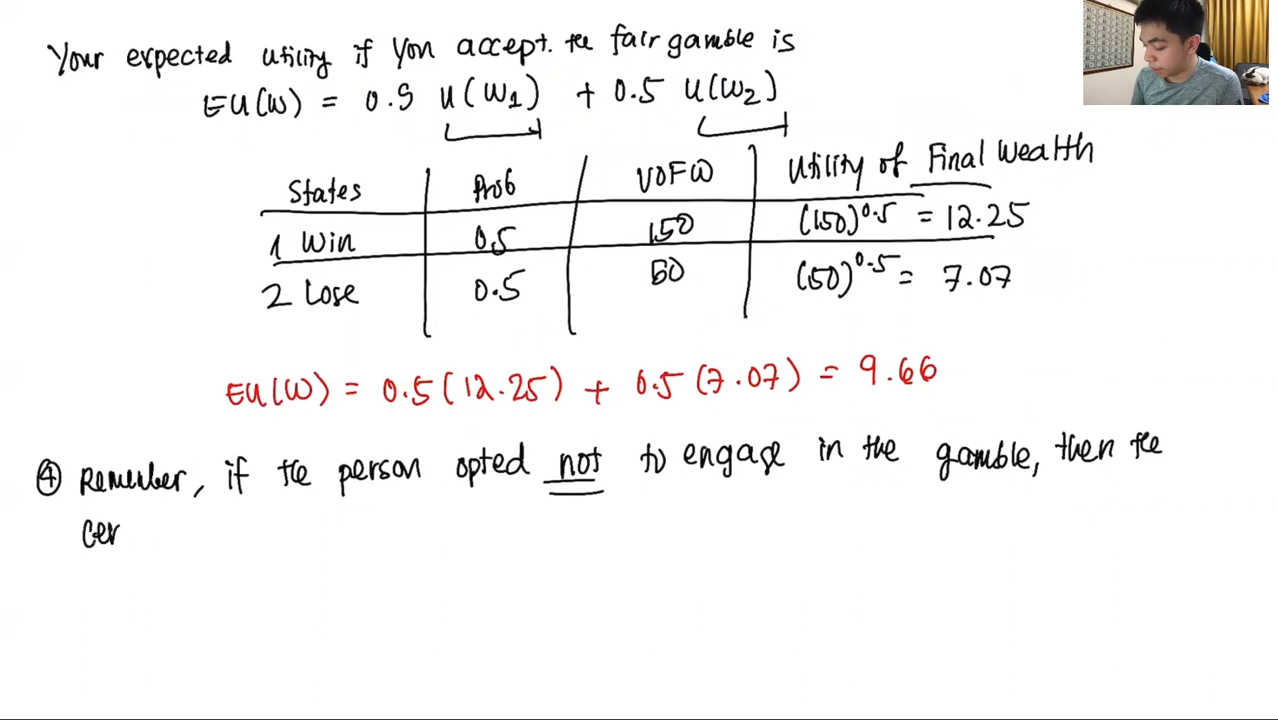 Your expected utility if you accept. the fair gamble is
EU(W) = 0.5 u(W1) + 0.5 u(W2)
States Prob VOFW Utility of Final Wealth
1 Win 0.5 150 (150)^0.5 = 12.25
2 Lose 0.5 50 (50)^0.5 = 7.07
EU(W) = 0.5(12.25) + 0.5(7.07) = 9.66
④ Remember, if the person opted not to engage in the gamble, then the
cer